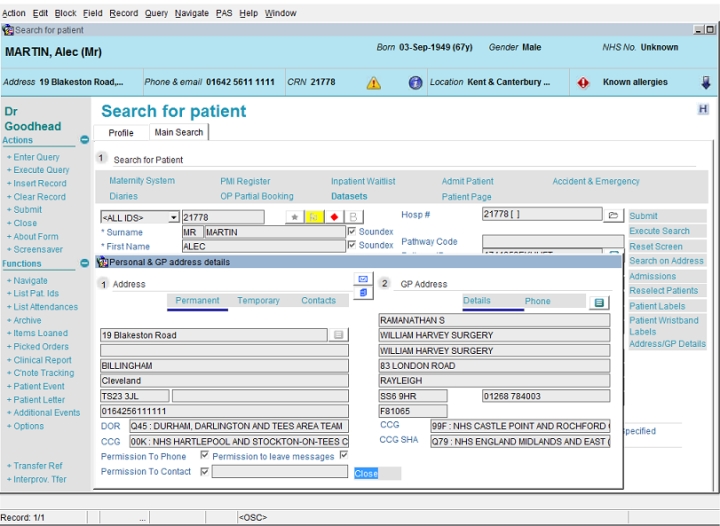 Action Edit Block Field Record Query Navigate PAS Help Window
Search for patient
MARTIN, Alec (Mr)
Born 03-Sep-1949 (67y) Gender Male NHS No. Unknown
Address 19 Blakeston Road,... Phone & email 01642 5611 1111 CRN 21778 Location Kent & Canterbury ... Known allergies
Dr
Goodhead
Actions
+ Enter Query
+ Execute Query
+ Insert Record
+ Clear Record
+ Submit
+ Close
+ About Form
+ Screensaver
Functions
+ Navigate
+ List Pat. Ids
+ List Attendances
+ Archive
+ Items Loaned
+ Picked Orders
+ Clinical Report
+ C'note Tracking
+ Patient Event
+ Patient Letter
+ Additional Events
+ Options
+ Transfer Ref
+ Interprov. Tfer
Search for patient
H
Profile Main Search
1 Search for Patient
Maternity System PMI Register Inpatient Waitlist Admit Patient Accident & Emergency
Diaries OP Partial Booking Datasets Patient Page
<ALL IDS> 21778 Hosp # 21778 [ ]
* Surname MR MARTIN Soundex
* First Name ALEC Soundex
Pathway Code
Submit
Execute Search
Reset Screen
Search on Address
Admissions
Reselect Patients
Patient Labels
Patient Wristband
Labels
Address/GP Details
Personal & GP address details
1 Address
Permanent Temporary Contacts
19 Blakeston Road
BILLINGHAM
Cleveland
TS23 3JL
0164256111111
DOR Q45 : DURHAM, DARLINGTON AND TEES AREA TEAM
CCG 00K : NHS HARTLEPOOL AND STOCKTON-ON-TEES C
Permission To Phone Permission to leave messages
Permission To Contact
Close
2 GP Address
Details Phone
RAMANATHAN S
WILLIAM HARVEY SURGERY
WILLIAM HARVEY SURGERY
83 LONDON ROAD
RAYLEIGH
SS6 9HR 01268 784003
F81065
CCG 99F : NHS CASTLE POINT AND ROCHFORD
CCG SHA Q79 : NHS ENGLAND MIDLANDS AND EAST (
pecified
Record: 1/1 ... <OSC>